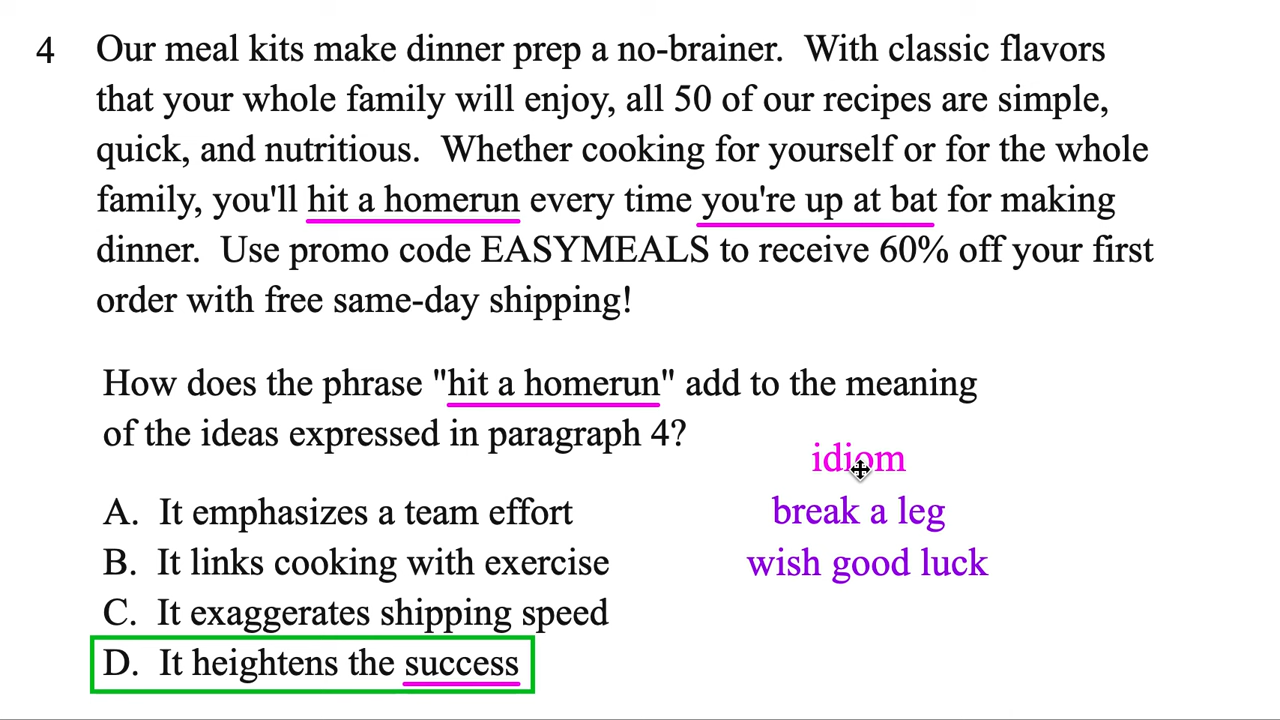 4 Our meal kits make dinner prep a no-brainer. With classic flavors
that your whole family will enjoy, all 50 of our recipes are simple,
quick, and nutritious. Whether cooking for yourself or for the whole
family, you'll hit a homerun every time you're up at bat for making
dinner. Use promo code EASYMEALS to receive 60% off your first
order with free same-day shipping!
How does the phrase "hit a homerun" add to the meaning
of the ideas expressed in paragraph 4?
idiom
A. It emphasizes a team effort
break a leg
B. It links cooking with exercise
wish good luck
C. It exaggerates shipping speed
D. It heightens the success